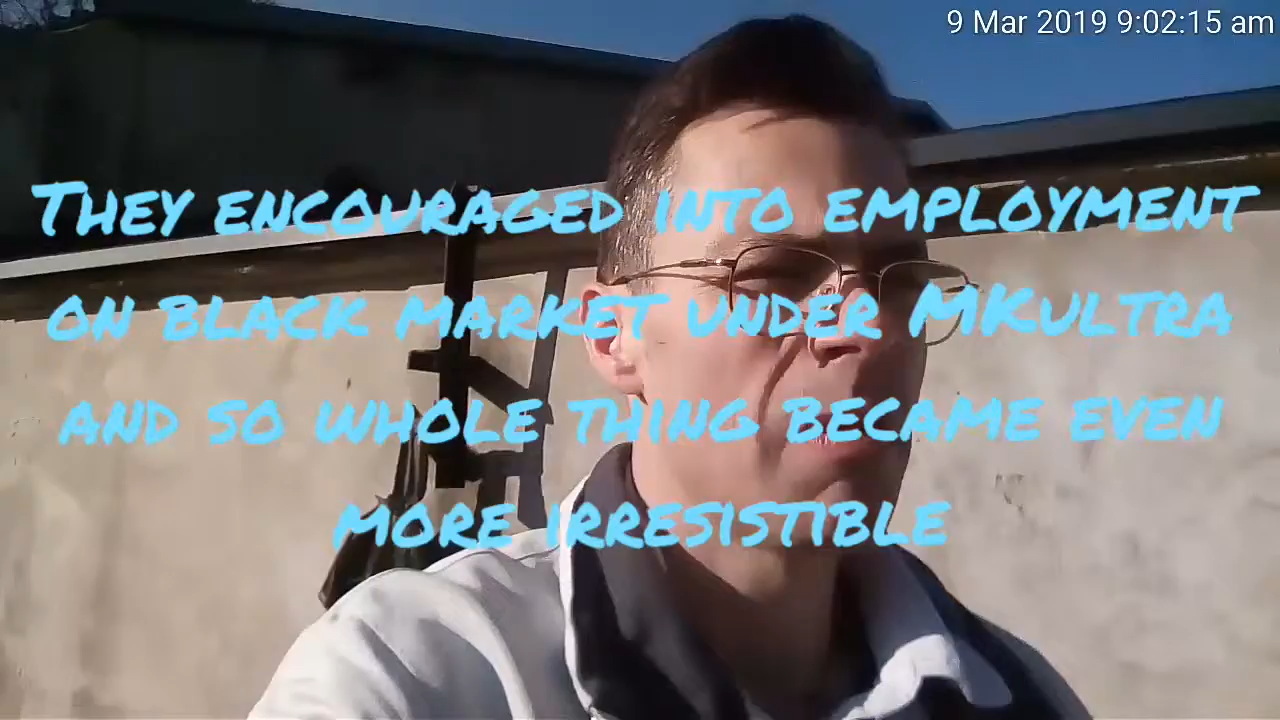 9 Mar 2019 9:02:15 am
They encouraged into employment
on black market under MKultra
and so whole thing became even
more irresistible